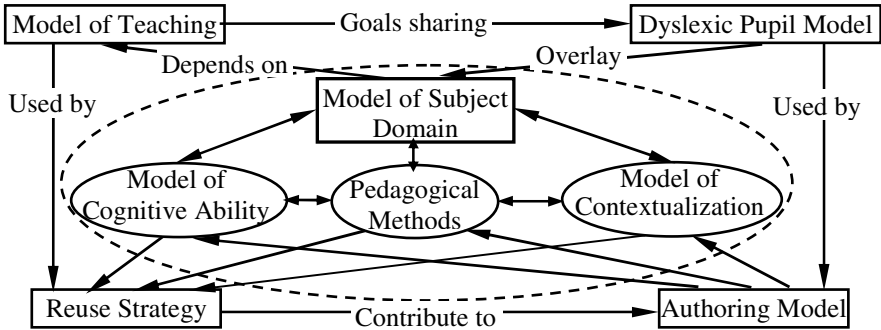 Model of Teaching
Goals sharing
Dyslexic Pupil Model
Depends on
Overlay
Used by
Model of Subject
Domain
Used by
Model of
Cognitive Ability
Pedagogical
Methods
Model of
Contextualization
Reuse Strategy
Contribute to
Authoring Model